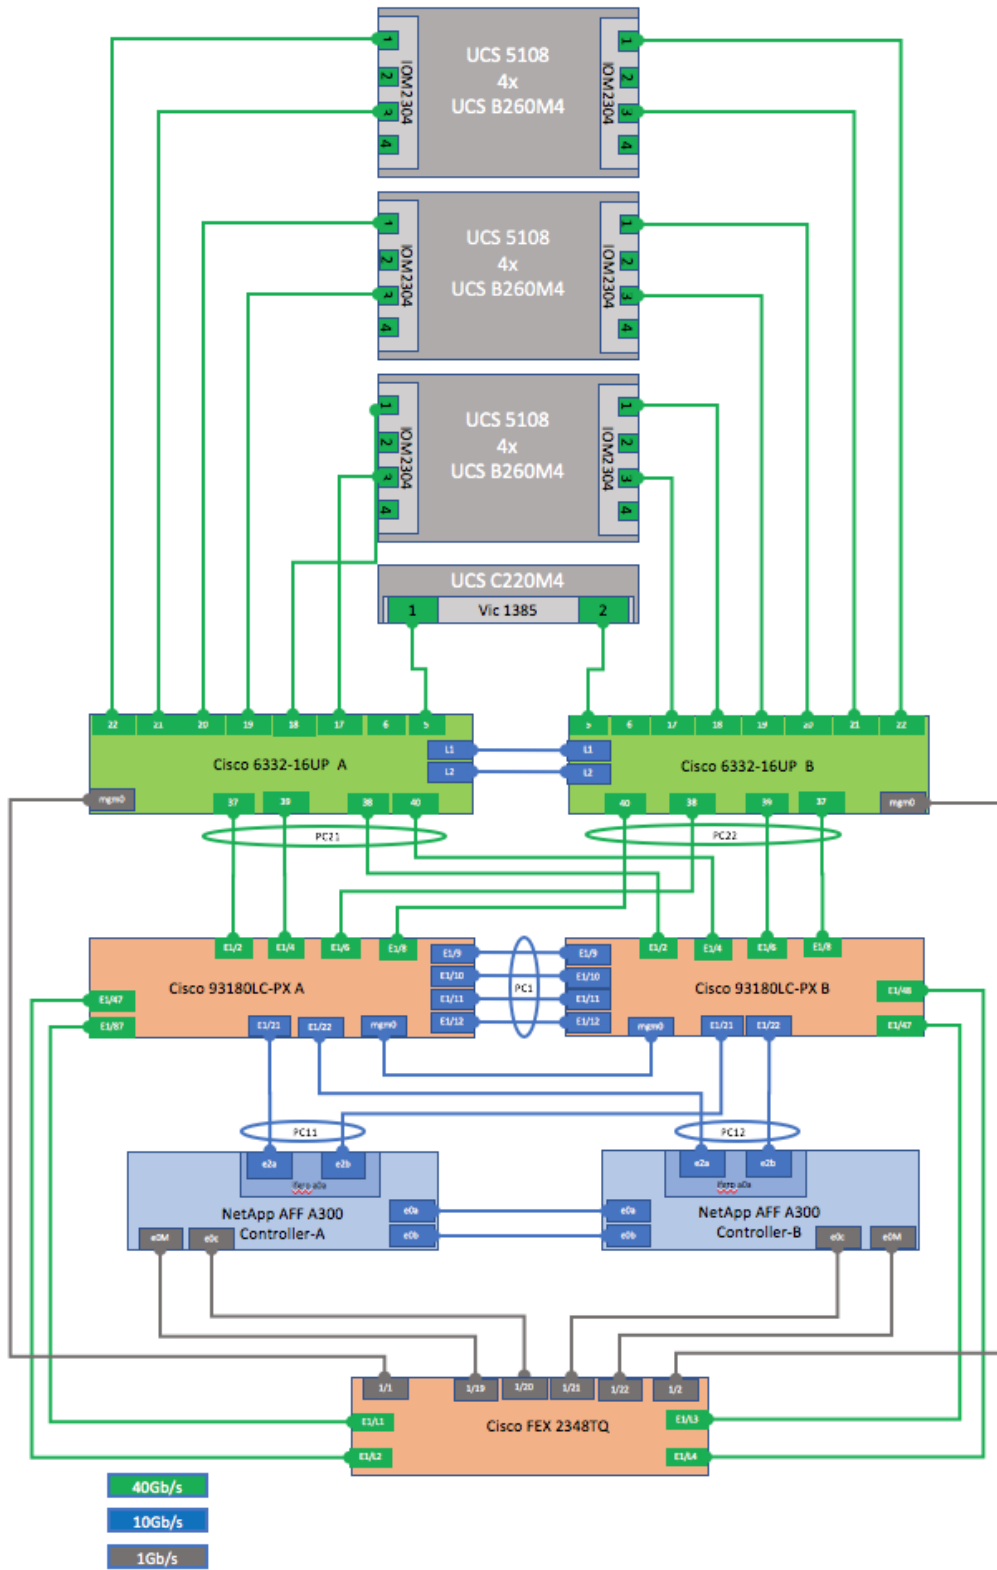 1
UCS 5108
1
2
IOM2304
4x
IOM2304
2
3
UCS B260M4
3
4
4
1
UCS 5108
1
2
IOM2304
4x
IOM2304
2
3
UCS B260M4
3
4
4
1
UCS 5108
1
2
IOM2304
4x
IOM2304
2
3
UCS B260M4
3
4
4
UCS C220M4
1 Vic 1385 2
22 21 20 19 18 17 6 5
5 6 17 18 19 20 21 22
L1 L1
Cisco 6332-16UP A
Cisco 6332-16UP B
L2 L2
mgm0 37 39 38 40
40 38 39 37 mgm0
PC21
PC22
E1/2 E1/4 E1/6 E1/8
E1/2 E1/4 E1/6 E1/8
E1/9 E1/9
E1/10 E1/10
Cisco 93180LC-PX A
PC1
Cisco 93180LC-PX B
E1/48
E1/47
E1/11 E1/11
E1/87
E1/12 E1/12
E1/47
E1/21 E1/22 mgm0
mgm0 E1/21 E1/22
PC11
PC12
e2a e2b
e2a e2b
ifgrp a0a
ifgrp a0a
NetApp AFF A300
Controller-A
e0a e0a
NetApp AFF A300
Controller-B
e0b e0b
e0M e0c
e0c e0M
1/1 1/19 1/20 1/21 1/22 1/2
E1/L1
Cisco FEX 2348TQ
E1/L3
E1/L2
E1/L4
40Gb/s
10Gb/s
1Gb/s